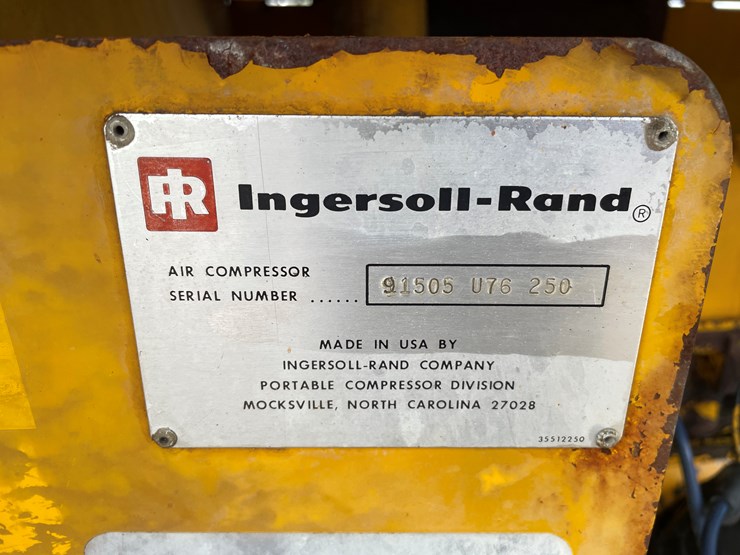 IR Ingersoll-Rand®
AIR COMPRESSOR
SERIAL NUMBER ...... 91505 U76 250
MADE IN USA BY
INGERSOLL-RAND COMPANY
PORTABLE COMPRESSOR DIVISION
MOCKSVILLE, NORTH CAROLINA 27028
35512250